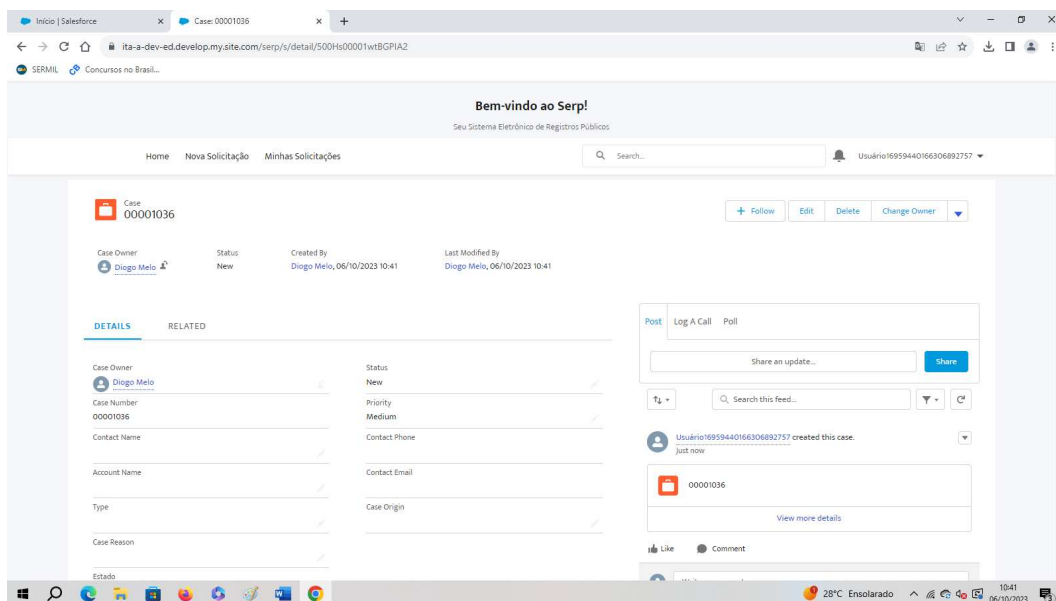 Início | Salesforce
Case: 00001036
ita-a-dev-ed.develop.my.site.com/serp/s/detail/500Hs00001wtBGPIA2
SERMIL
Concursos no Brasil...
Bem-vindo ao Serp!
Seu Sistema Eletrônico de Registros Públicos
Home Nova Solicitação Minhas Solicitações
Search...
Usuário16959440166306892757
Case
00001036
Follow Edit Delete Change Owner
Case Owner Status Created By Last Modified By
Diogo Melo New Diogo Melo, 06/10/2023 10:41 Diogo Melo, 06/10/2023 10:41
DETAILS RELATED
Case Owner Status
Diogo Melo New
Case Number Priority
00001036 Medium
Contact Name Contact Phone
Account Name Contact Email
Type Case Origin
Case Reason
Estado
Post Log A Call Poll
Share an update... Share
Search this feed...
Usuário16959440166306892757 created this case.
Just now
00001036
View more details
Like Comment
28°C Ensolarado
10:41
06/10/2023